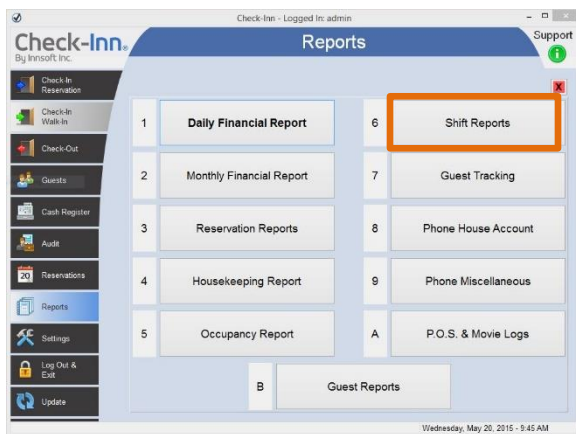 Check-Inn - Logged In: admin
Check-Inn®
By Innsoft Inc.
Reports
Support
X
Check-In
Reservation
Check-In
Walk-In
Check-Out
Guests
Cash Register
Audit
20
Reservations
Reports
Settings
Log Out &
Exit
Update
1 Daily Financial Report
6 Shift Reports
2 Monthly Financial Report
7 Guest Tracking
3 Reservation Reports
8 Phone House Account
4 Housekeeping Report
9 Phone Miscellaneous
5 Occupancy Report
A P.O.S. & Movie Logs
B Guest Reports
Wednesday, May 20, 2015 - 9:45 AM